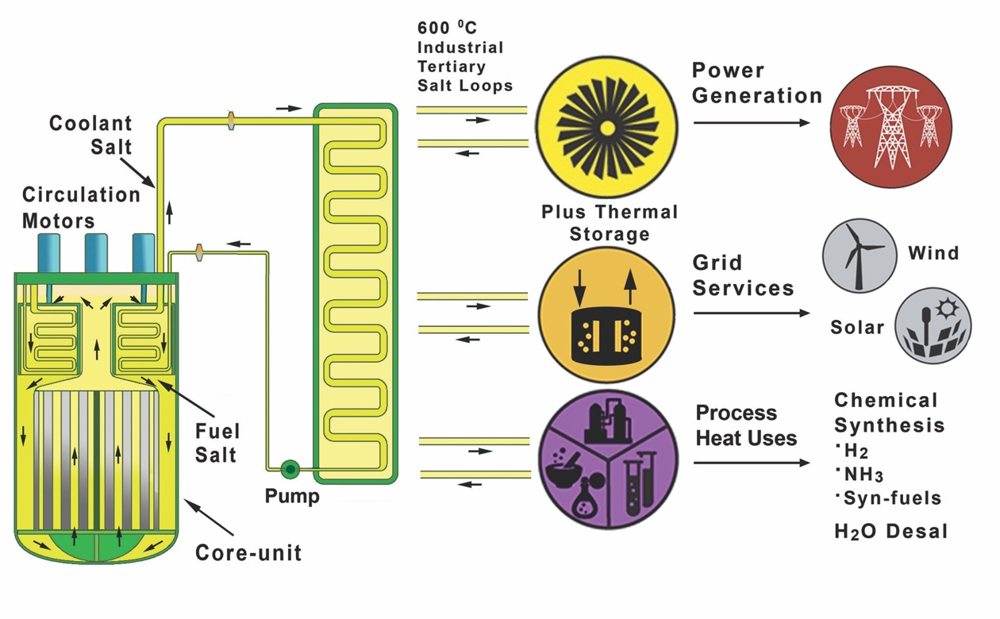 600 ⁰C
Industrial
Tertiary
Salt Loops
Power
Generation
Coolant
Salt
Circulation
Motors
Plus Thermal
Storage
Grid
Services
Wind
Solar
Fuel
Salt
Pump
Core-unit
Process
Heat Uses
Chemical
Synthesis
·H2
·NH3
·Syn-fuels
H2O Desal